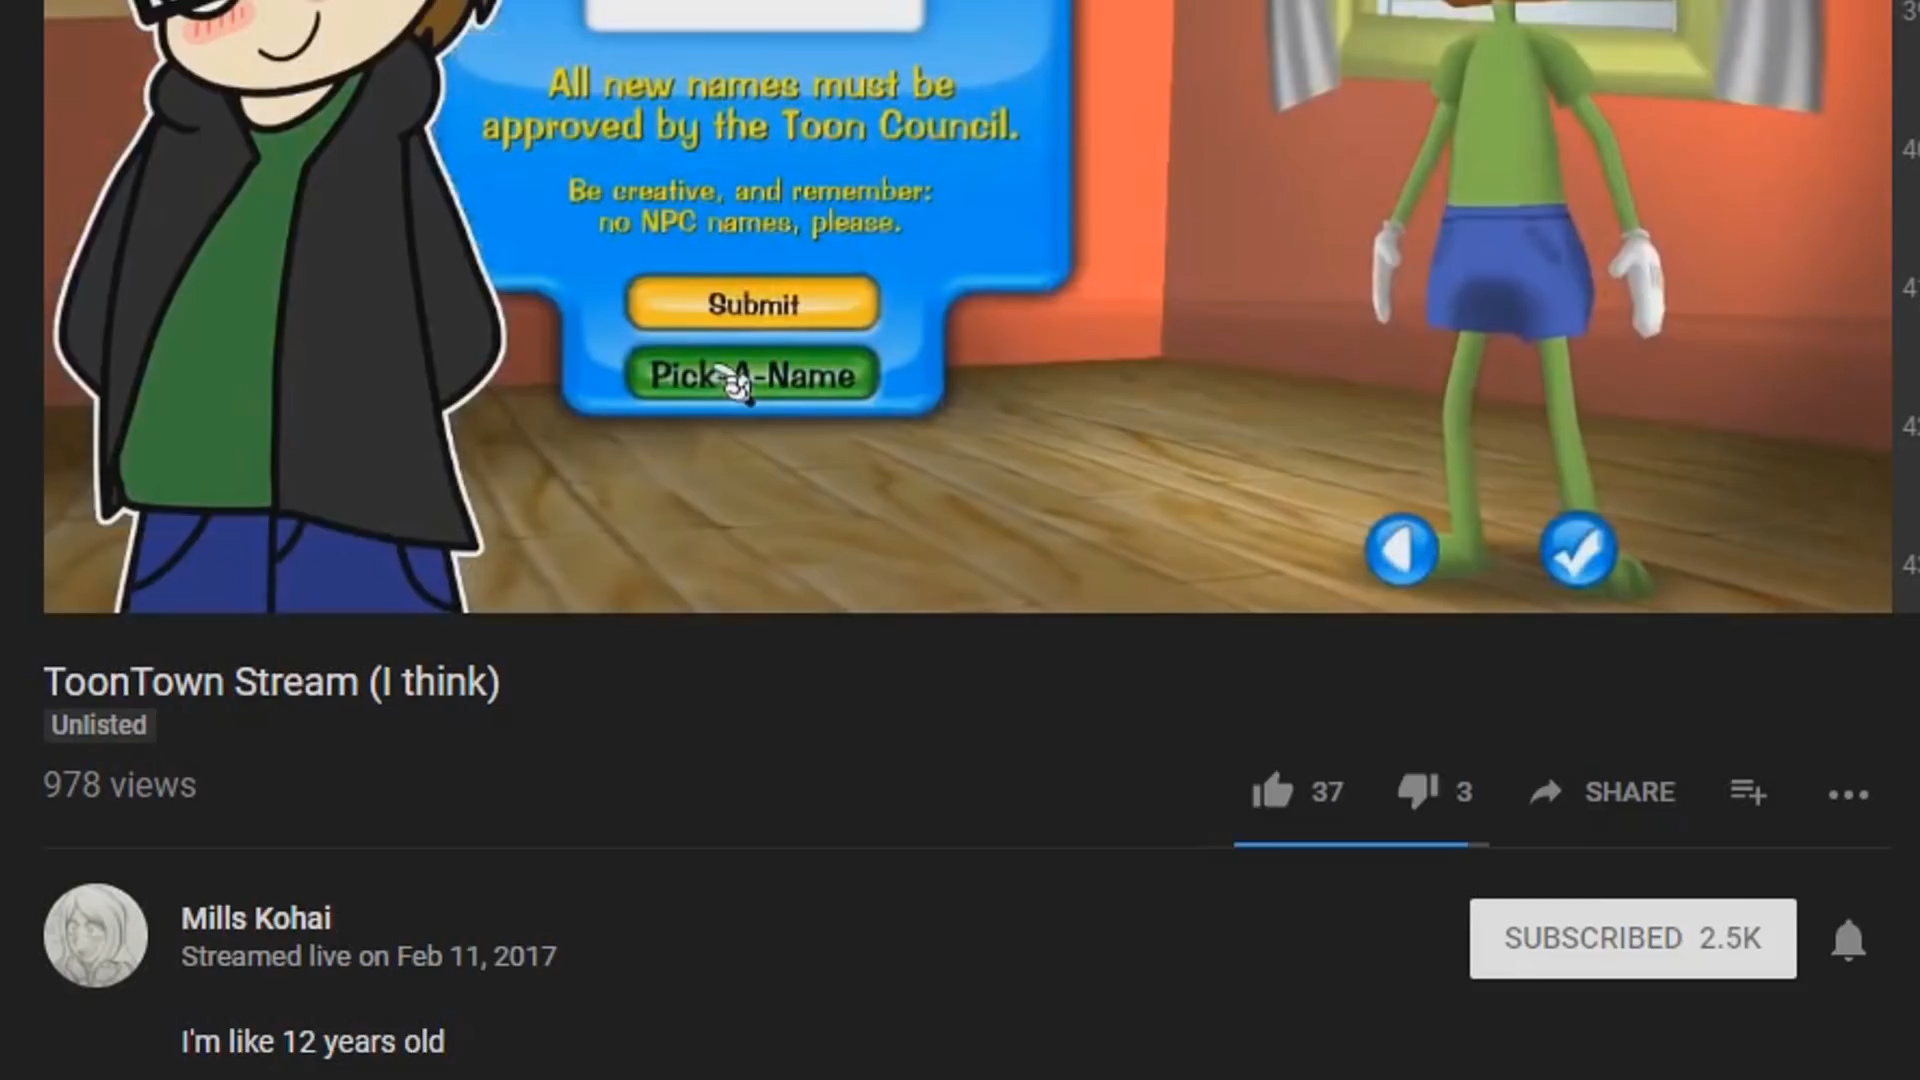 All new names must be
approved by the Toon Council.
Be creative, and remember:
no NPC names, please.
Submit
Pick-A-Name
ToonTown Stream (I think)
Unlisted
978 views
37
3
SHARE
Mills Kohai
Streamed live on Feb 11, 2017
SUBSCRIBED 2.5K
I'm like 12 years old